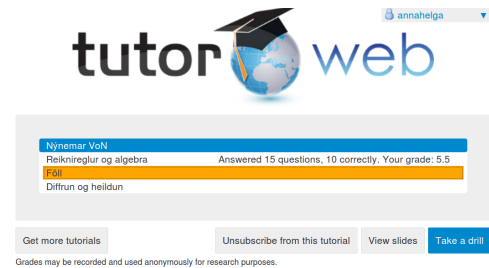 annahelga ▼
tutor web
Nýnemar VoN
Reiknireglur og algebra Answered 15 questions, 10 correctly. Your grade: 5.5
Föll
Diffrun og heildun
Get more tutorials Unsubscribe from this tutorial View slides Take a drill
Grades may be recorded and used anonymously for research purposes.